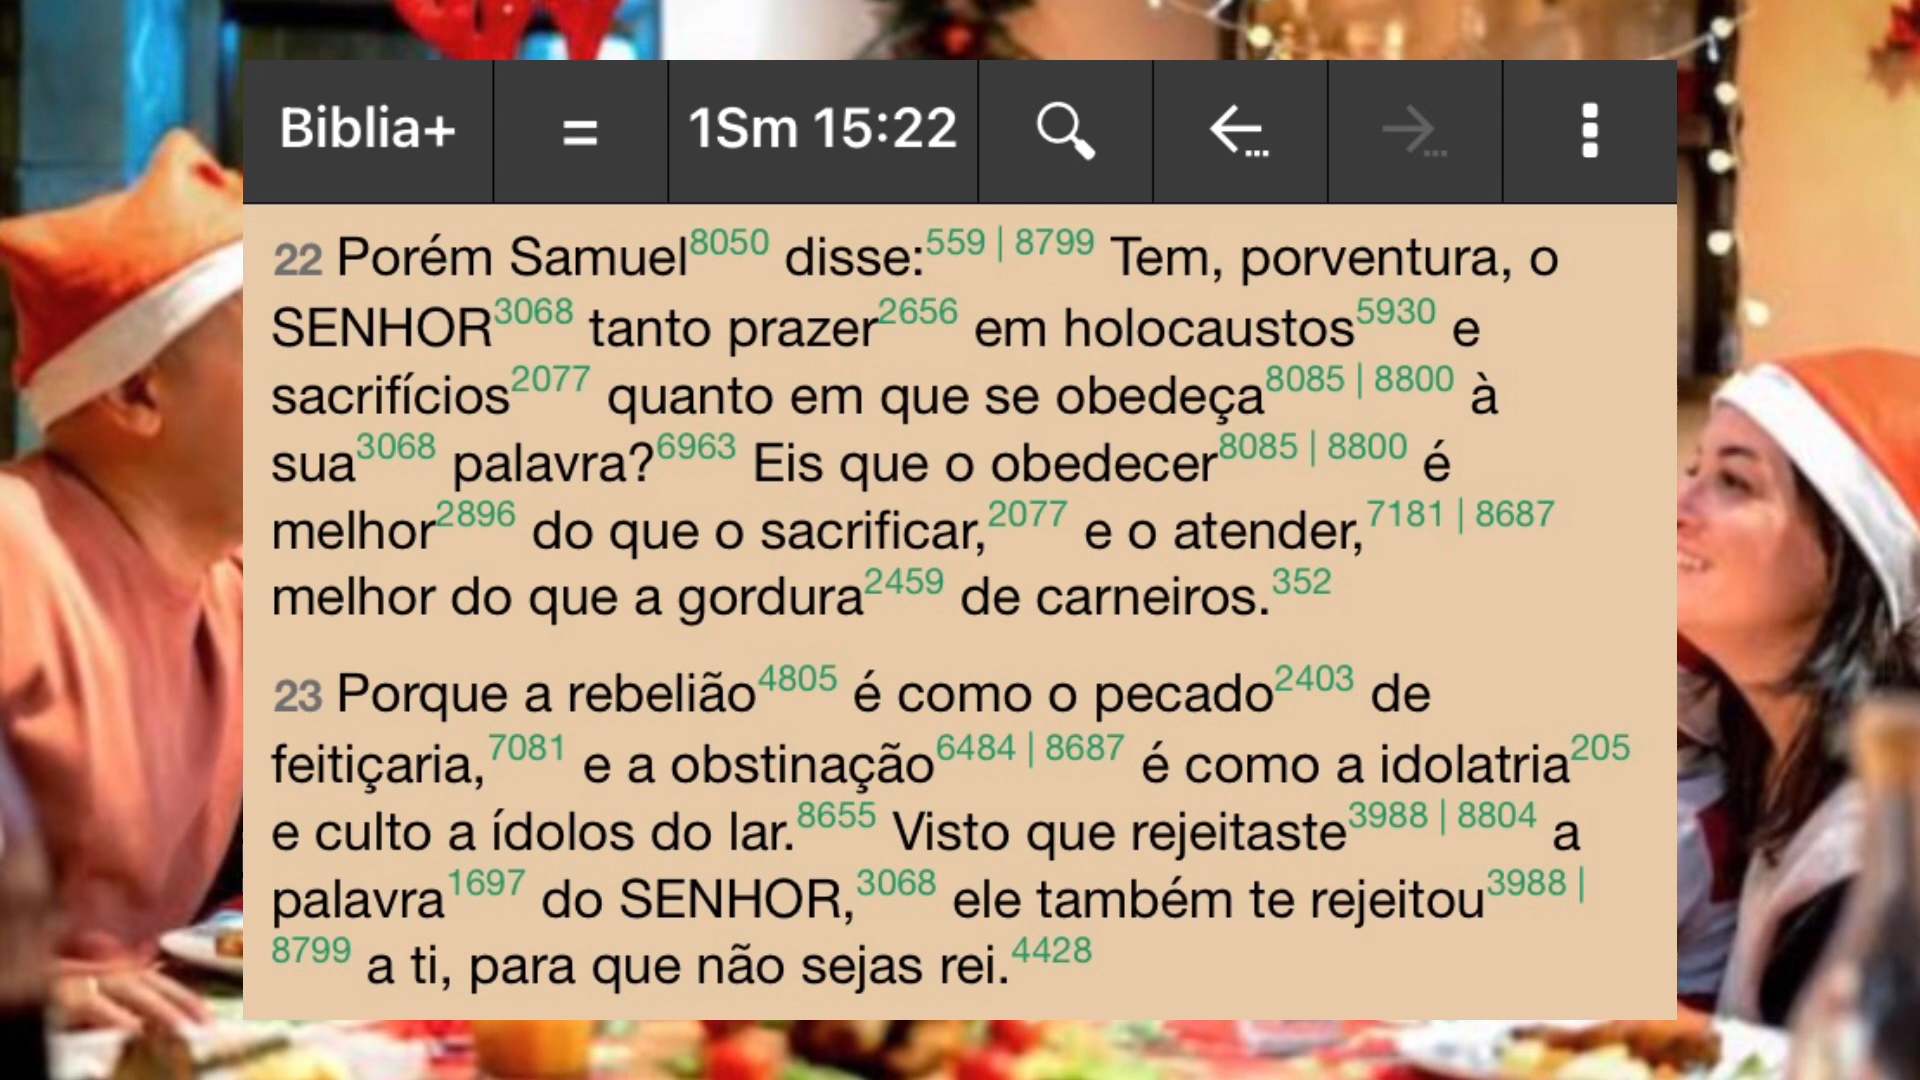 Biblia+ = 1Sm 15:22
22 Porém Samuel8050 disse:559 | 8799 Tem, porventura, o
SENHOR3068 tanto prazer2656 em holocaustos5930 e
sacrifícios2077 quanto em que se obedeça8085 | 8800 à
sua3068 palavra?6963 Eis que o obedecer8085 | 8800 é
melhor2896 do que o sacrificar,2077 e o atender,7181 | 8687
melhor do que a gordura2459 de carneiros.352
23 Porque a rebelião4805 é como o pecado2403 de
feitiçaria,7081 e a obstinação6484 | 8687 é como a idolatria205
e culto a ídolos do lar.8655 Visto que rejeitaste3988 | 8804 a
palavra1697 do SENHOR,3068 ele também te rejeitou3988 |
8799 a ti, para que não sejas rei.4428